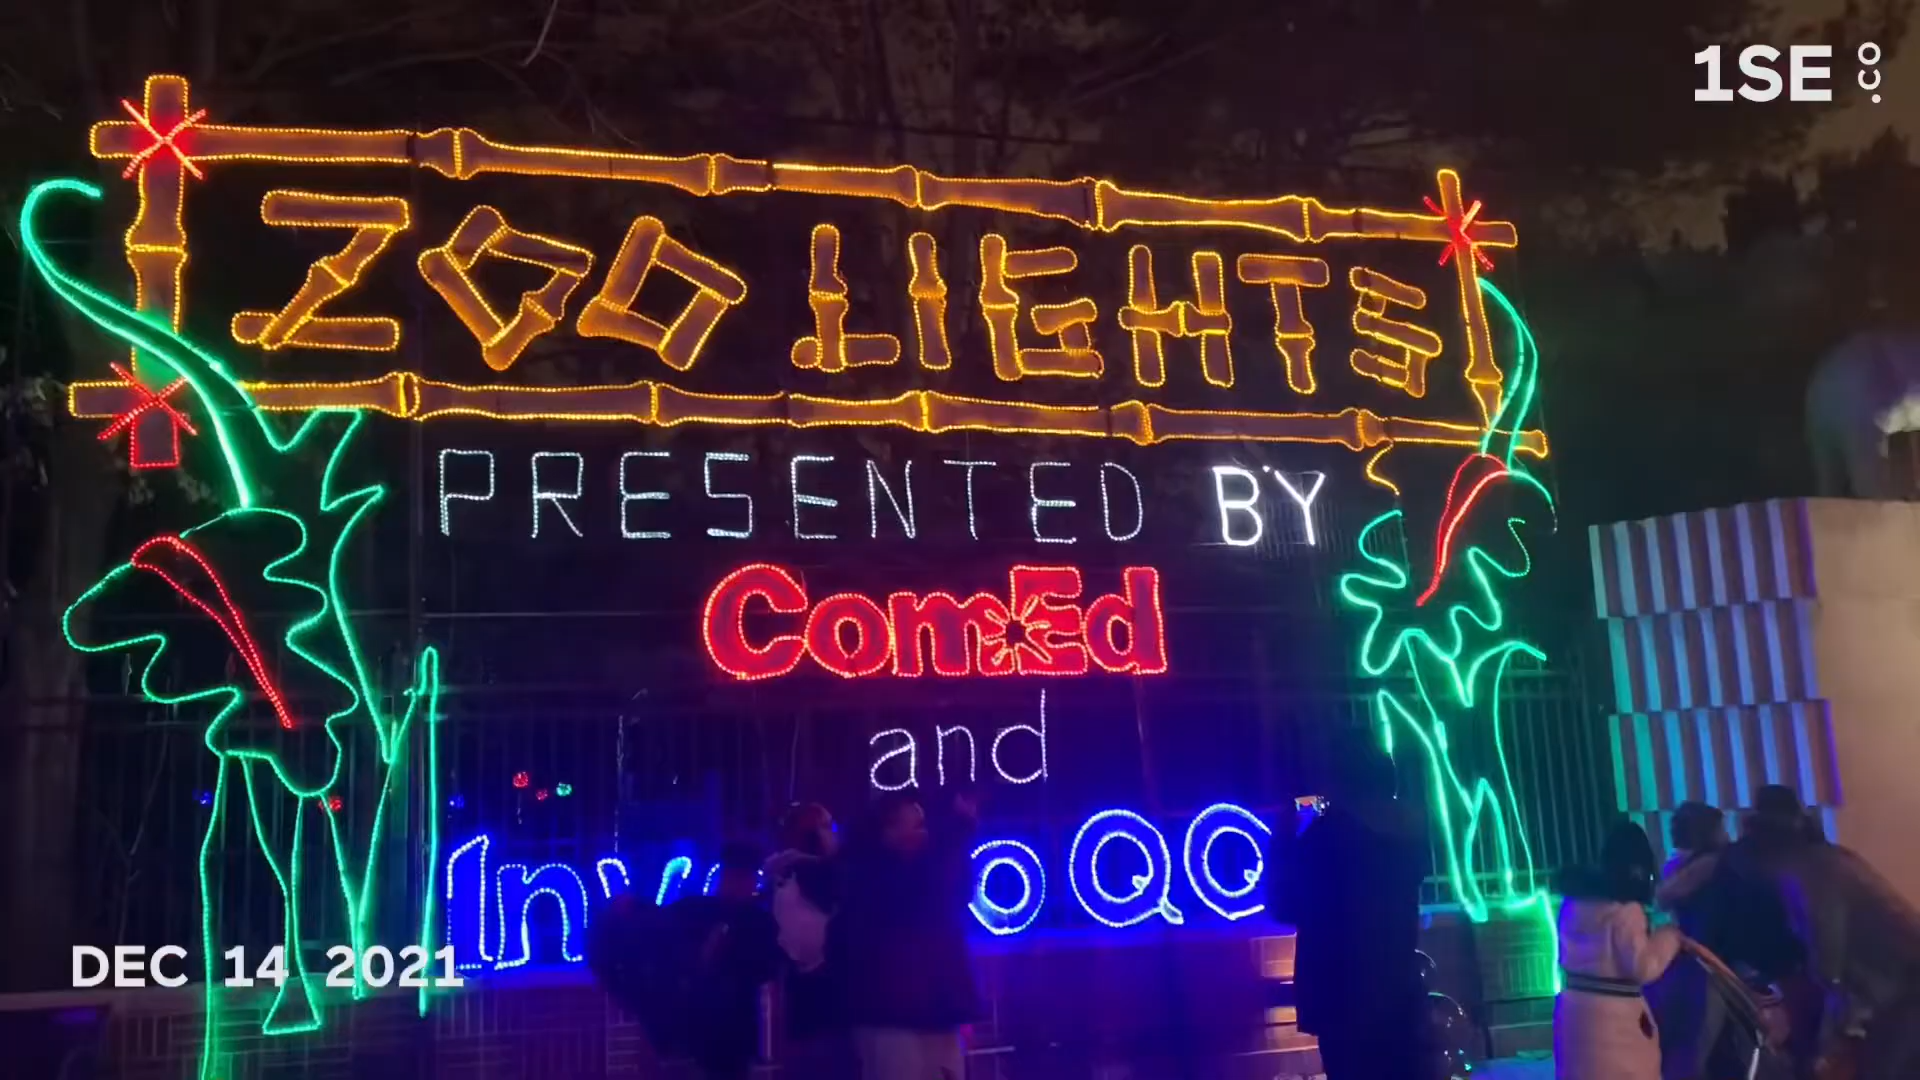 1SE .CO
ZOO LIGHTS
PRESENTED BY
ComEd
and
DEC 14 2021